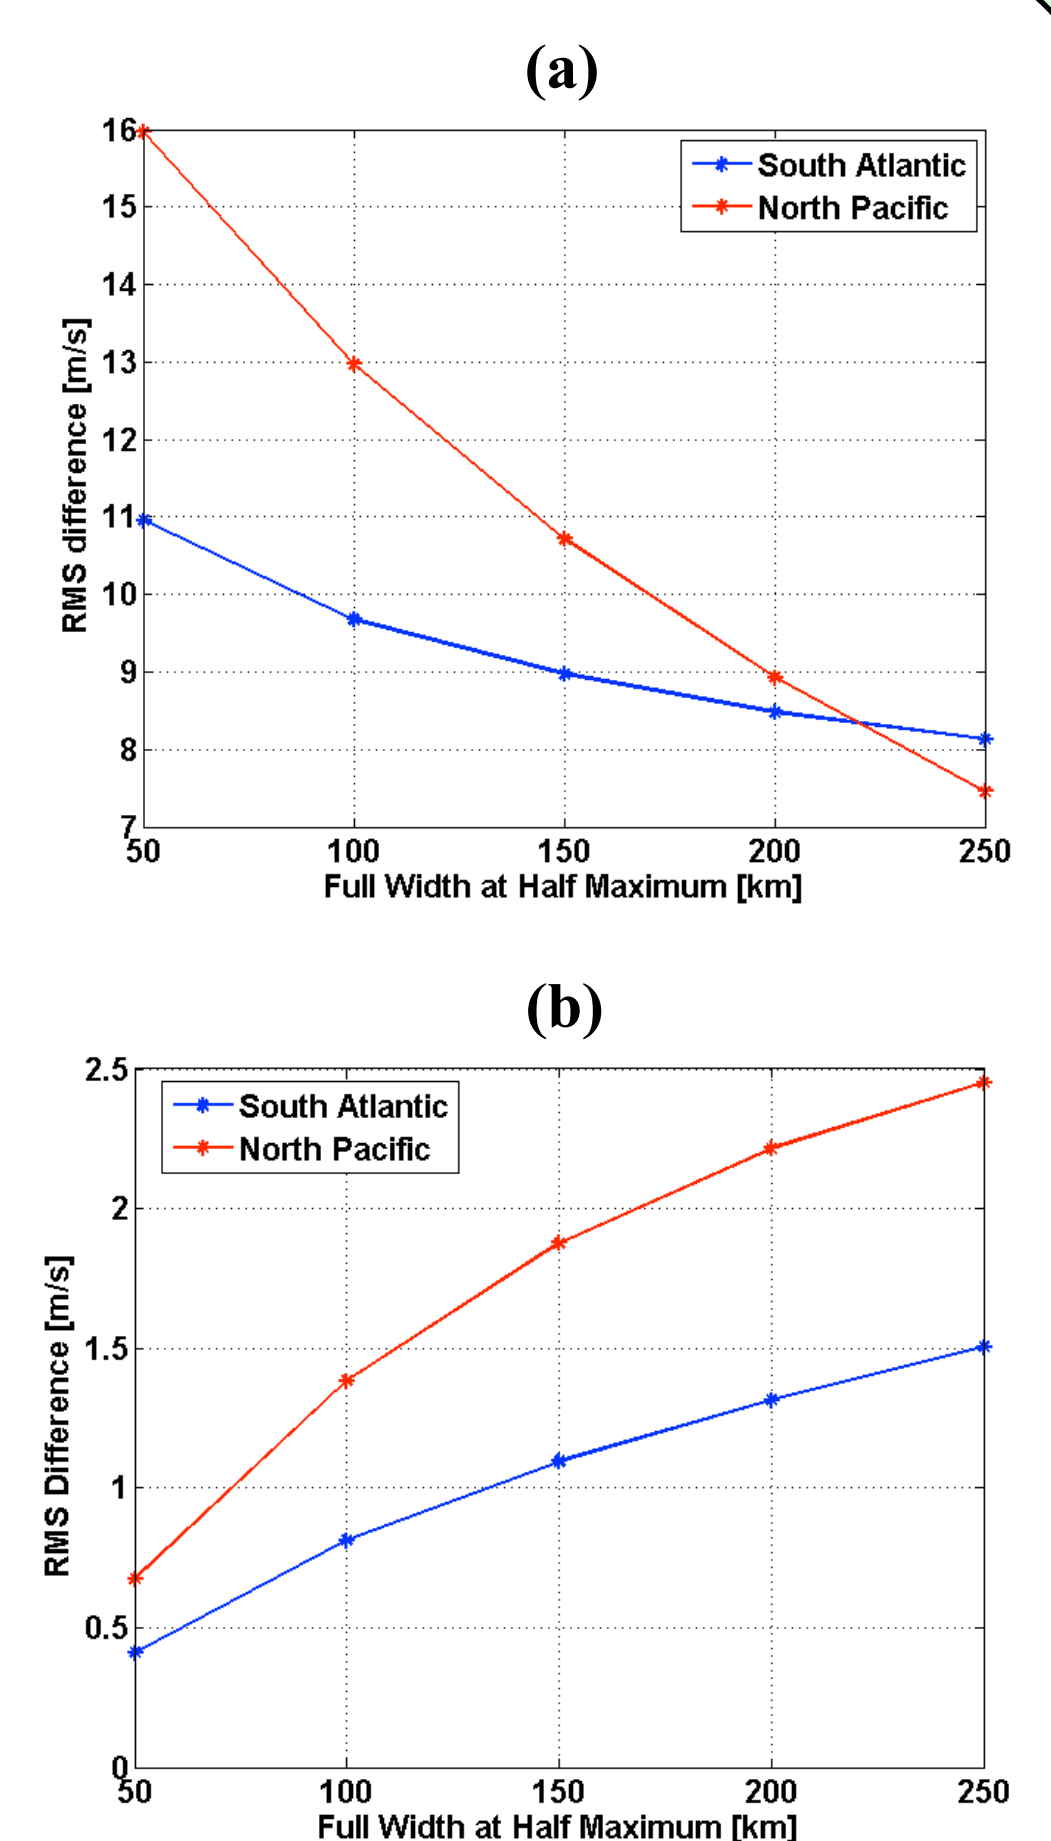 (a)
16
15
14
13
12
11
10
9
8
7
RMS difference [m/s]
South Atlantic
North Pacific
50 100 150 200 250
Full Width at Half Maximum [km]
(b)
2.5
2
1.5
1
0.5
0
RMS Difference [m/s]
South Atlantic
North Pacific
50 100 150 200 250
Full Width at Half Maximum [km]